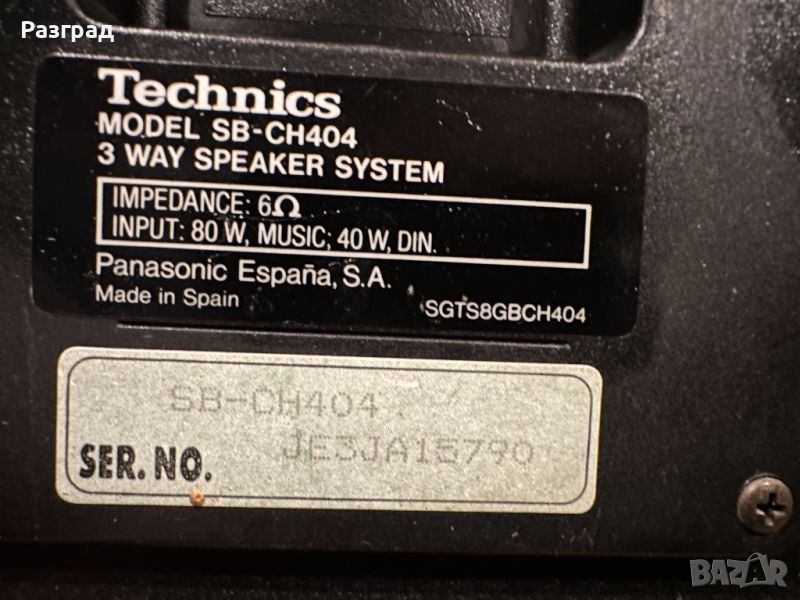 Разград
Technics
MODEL SB-CH404
3 WAY SPEAKER SYSTEM
IMPEDANCE: 6Ω
INPUT: 80 W, MUSIC; 40 W, DIN.
Panasonic España, S.A.
Made in Spain
SGTS8GBCH404
SB-CH404
SER. NO. JE3JA15790
BAZAR